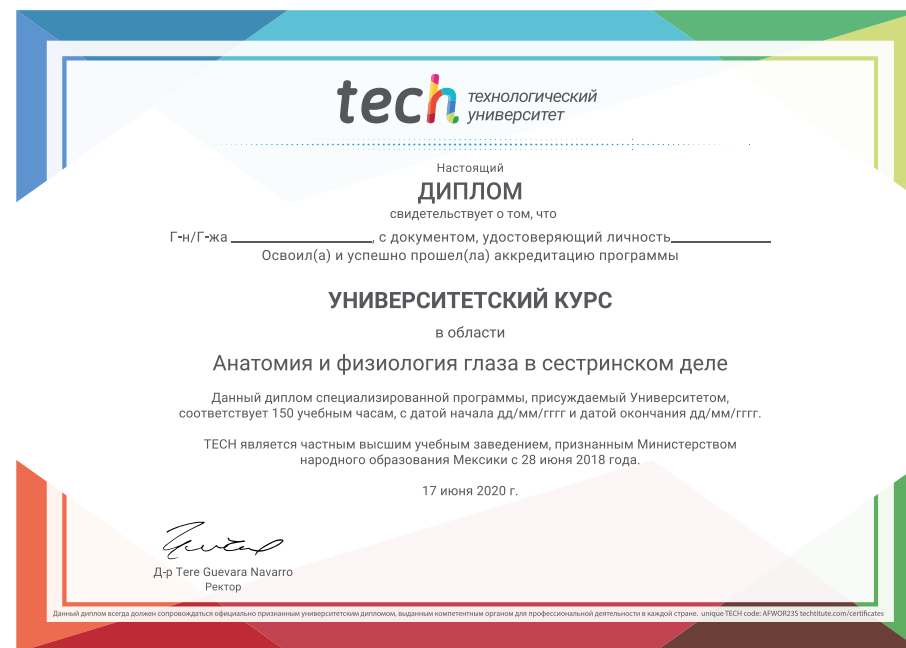 tech технологический
университет
Настоящий
ДИПЛОМ
свидетельствует о том, что
Г-н/Г-жа ____________________, с документом, удостоверяющий личность______________
Освоил(а) и успешно прошел(ла) аккредитацию программы
УНИВЕРСИТЕТСКИЙ КУРС
в области
Анатомия и физиология глаза в сестринском деле
Данный диплом специализированной программы, присуждаемый Университетом,
соответствует 150 учебным часам, с датой начала дд/мм/гггг и датой окончания дд/мм/гггг.
TECH является частным высшим учебным заведением, признанным Министерством
народного образования Мексики с 28 июня 2018 года.
17 июня 2020 г.
Д-р Tere Guevara Navarro
Ректор
Данный диплом всегда должен сопровождаться официально признанным университетским дипломом, выданным компетентным органом для профессиональной деятельности в каждой стране. unique TECH code: AFWOR23S techtitute.com/certificates